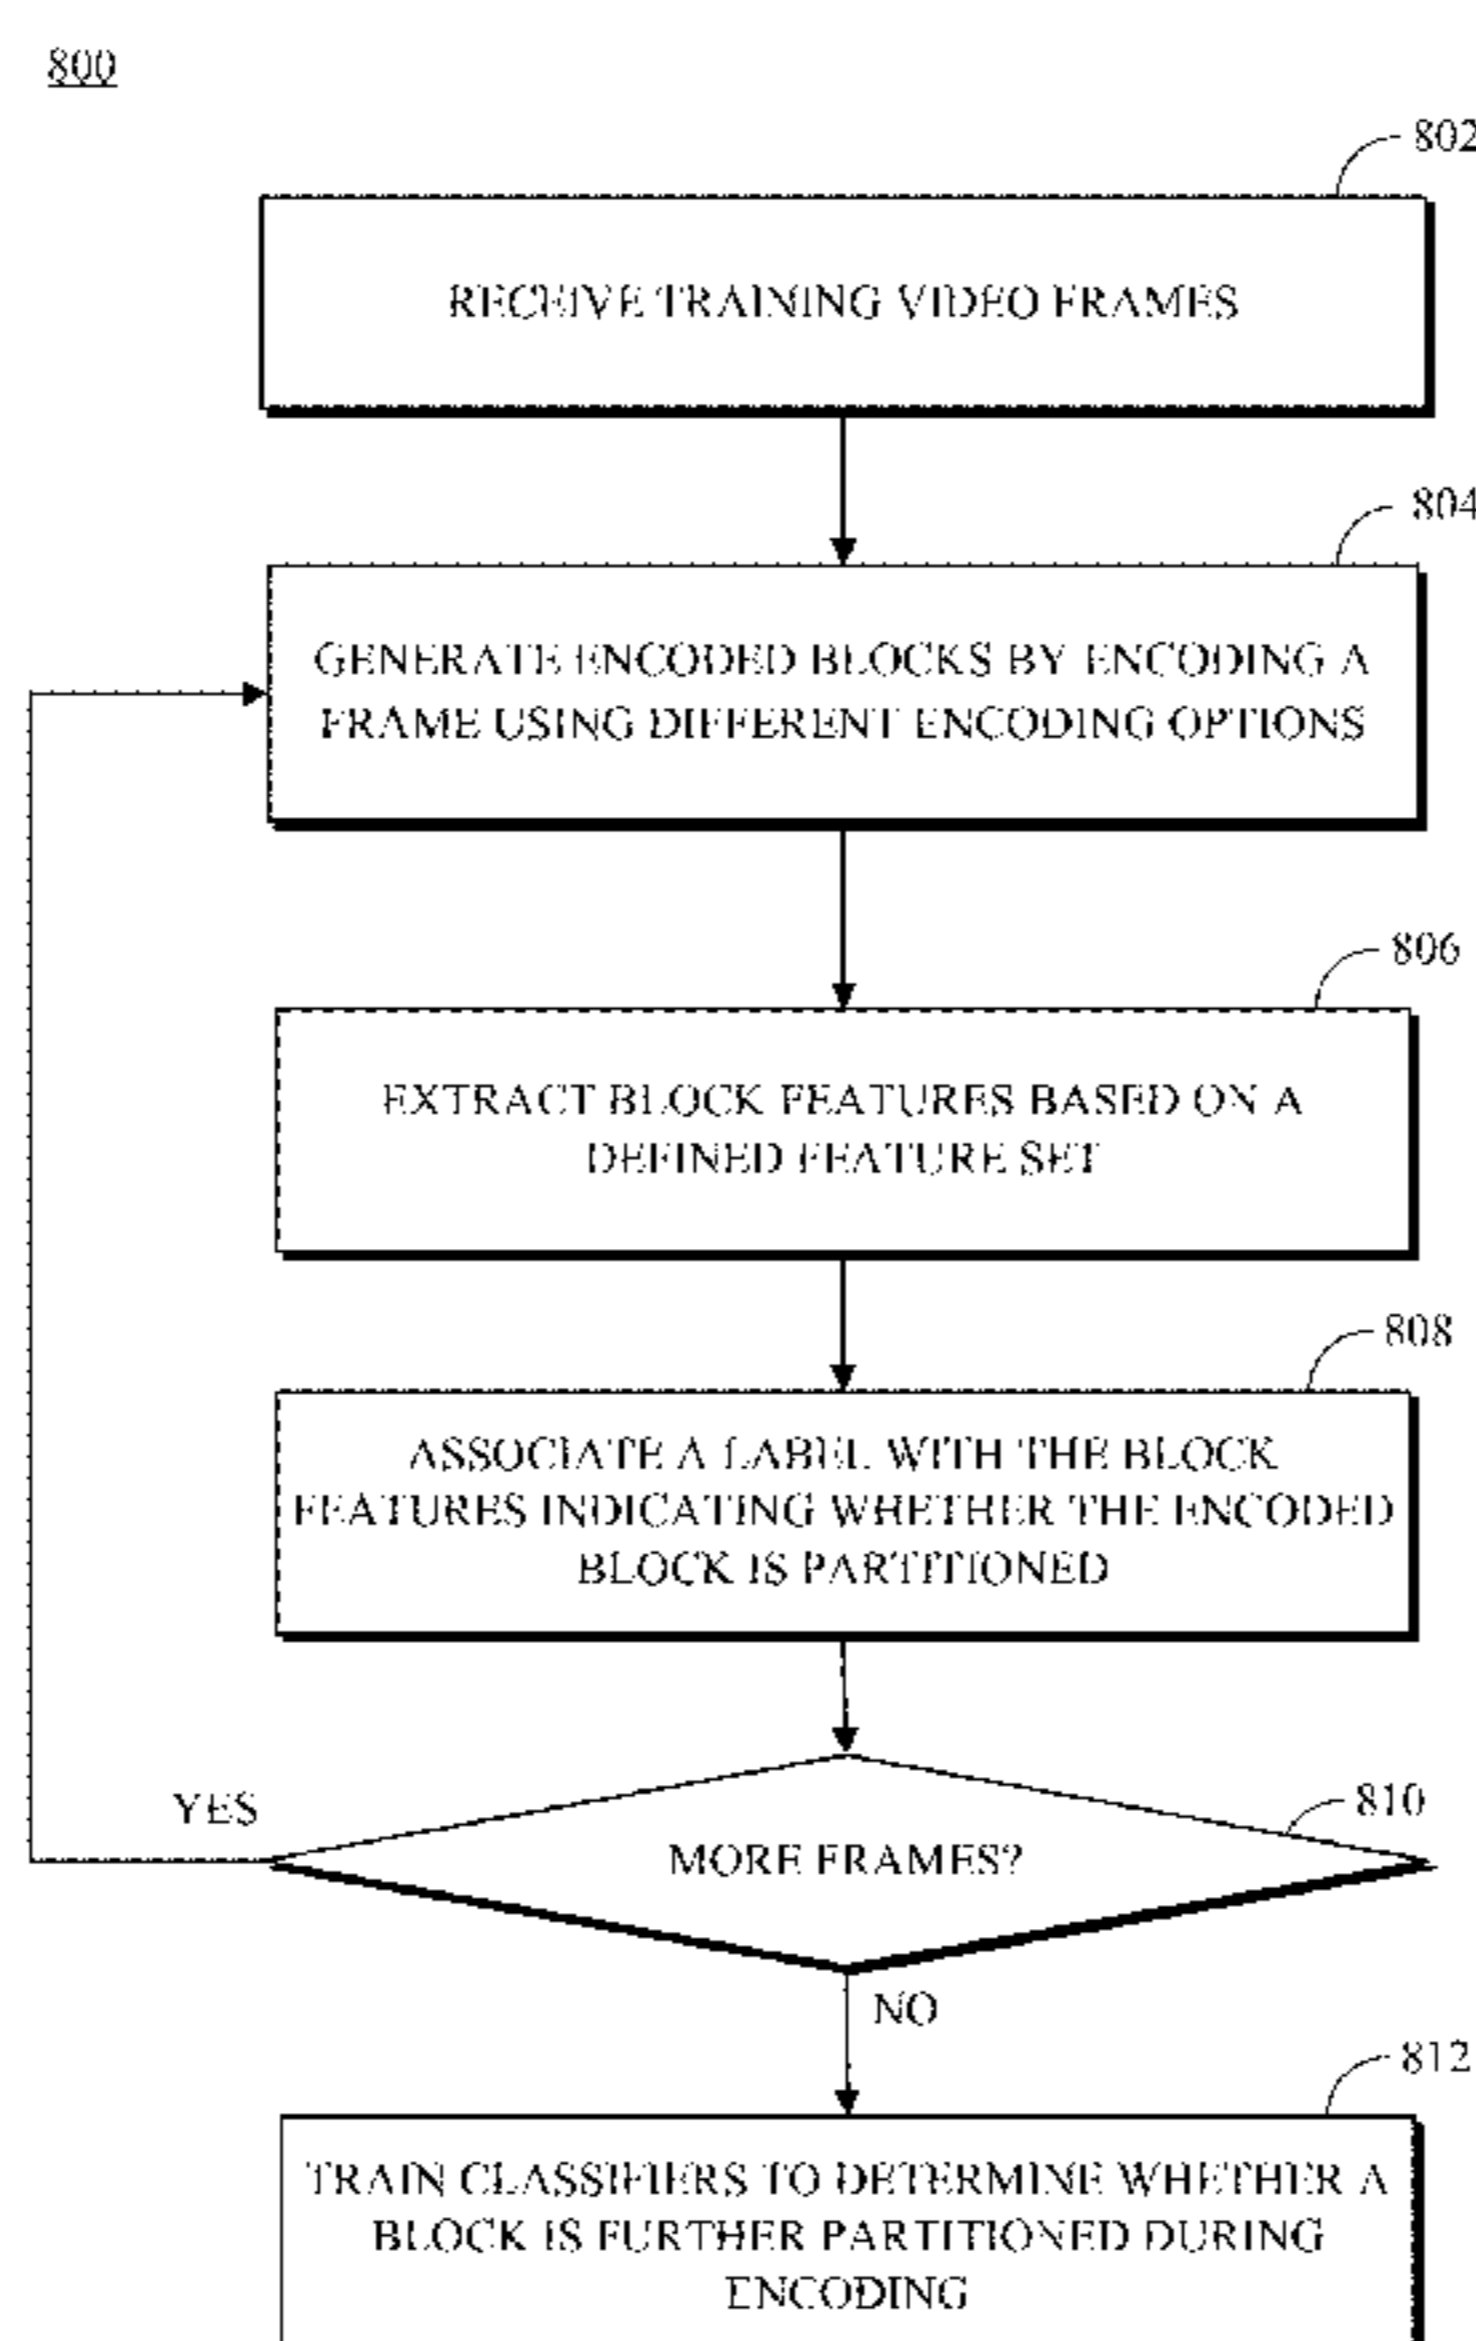 800
802
RECEIVE TRAINING VIDEO FRAMES
804
GENERATE ENCODED BLOCKS BY ENCODING A
FRAME USING DIFFERENT ENCODING OPTIONS
806
EXTRACT BLOCK FEATURES BASED ON A
DEFINED FEATURE SET
808
ASSOCIATE A LABEL WITH THE BLOCK
FEATURES INDICATING WHETHER THE ENCODED
BLOCK IS PARTITIONED
810
YES
MORE FRAMES?
NO
812
TRAIN CLASSIFIERS TO DETERMINE WHETHER A
BLOCK IS FURTHER PARTITIONED DURING
ENCODING